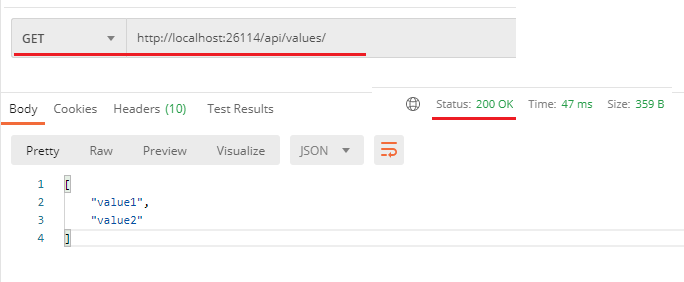 GET http://localhost:26114/api/values/
Body Cookies Headers (10) Test Results Status: 200 OK Time: 47 ms Size: 359 B
Pretty Raw Preview Visualize JSON
1 [
2 "value1",
3 "value2"
4 ]